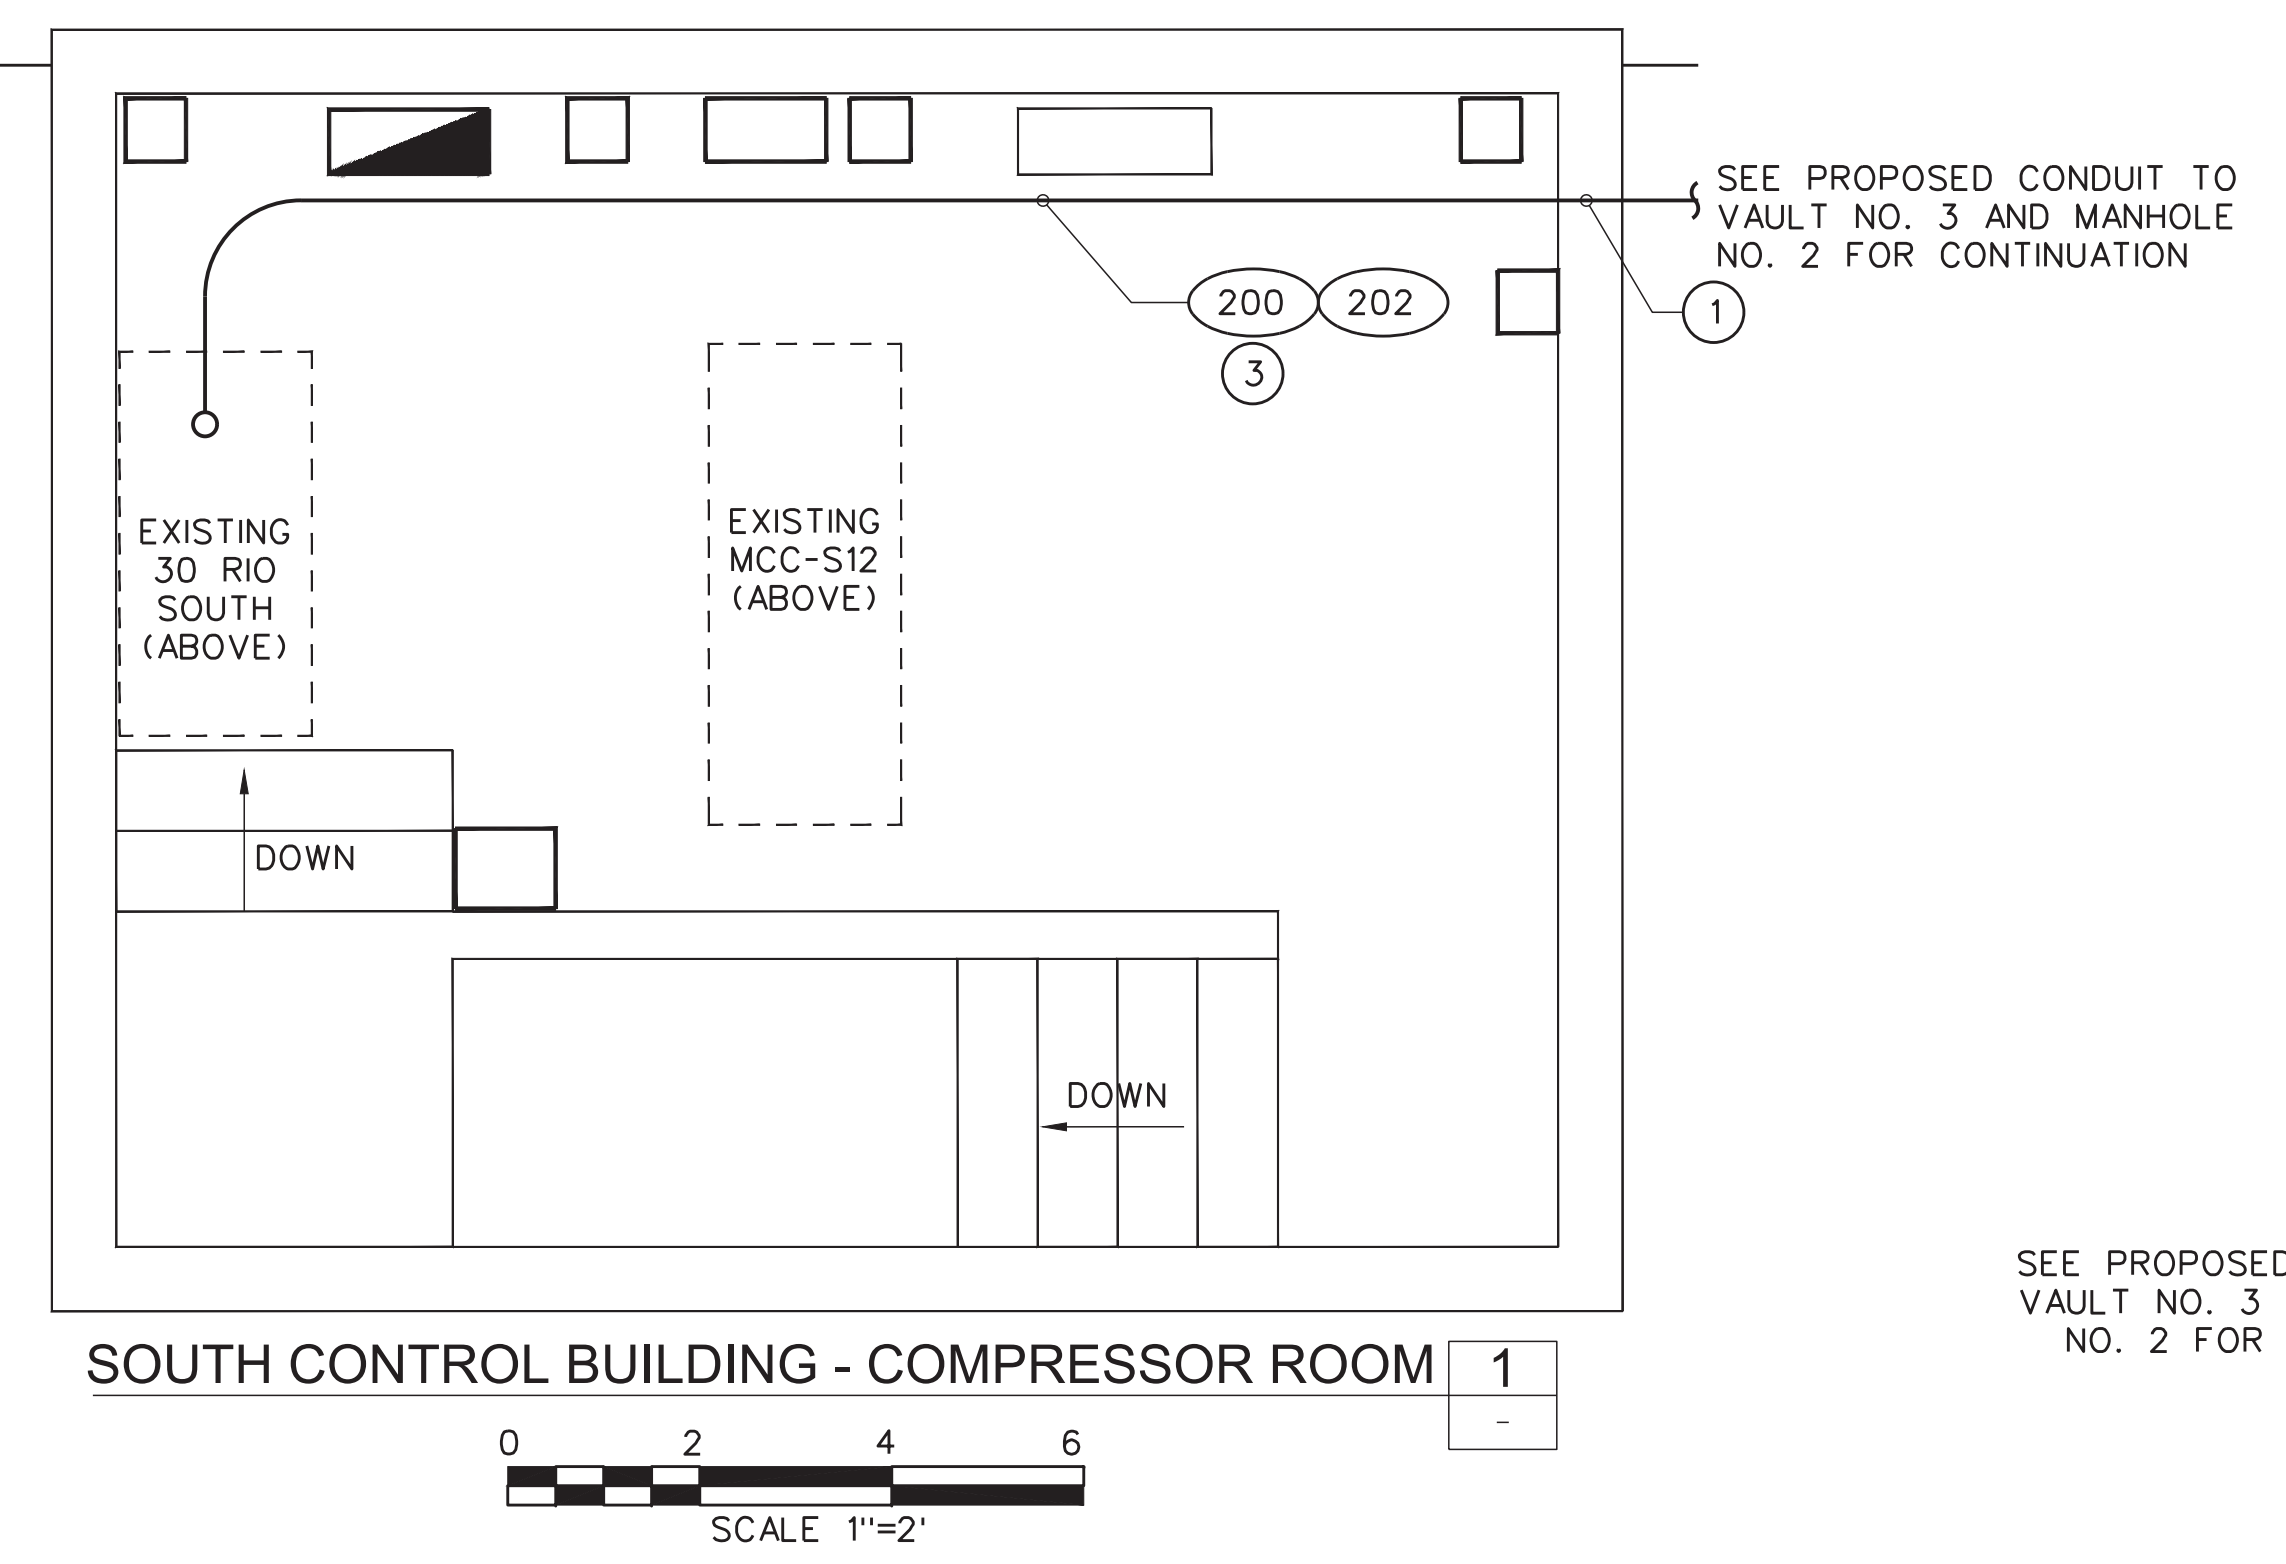 SEE PROPOSED CONDUIT TO
VAULT NO. 3 AND MANHOLE
NO. 2 FOR CONTINUATION
200 202
1
3
EXISTING
30 RIO
SOUTH
(ABOVE)
EXISTING
MCC-S12
(ABOVE)
DOWN
DOWN
SEE PROPOSED
VAULT NO. 3
NO. 2 FOR
SOUTH CONTROL BUILDING - COMPRESSOR ROOM 1
-
0 2 4 6
SCALE 1"=2'